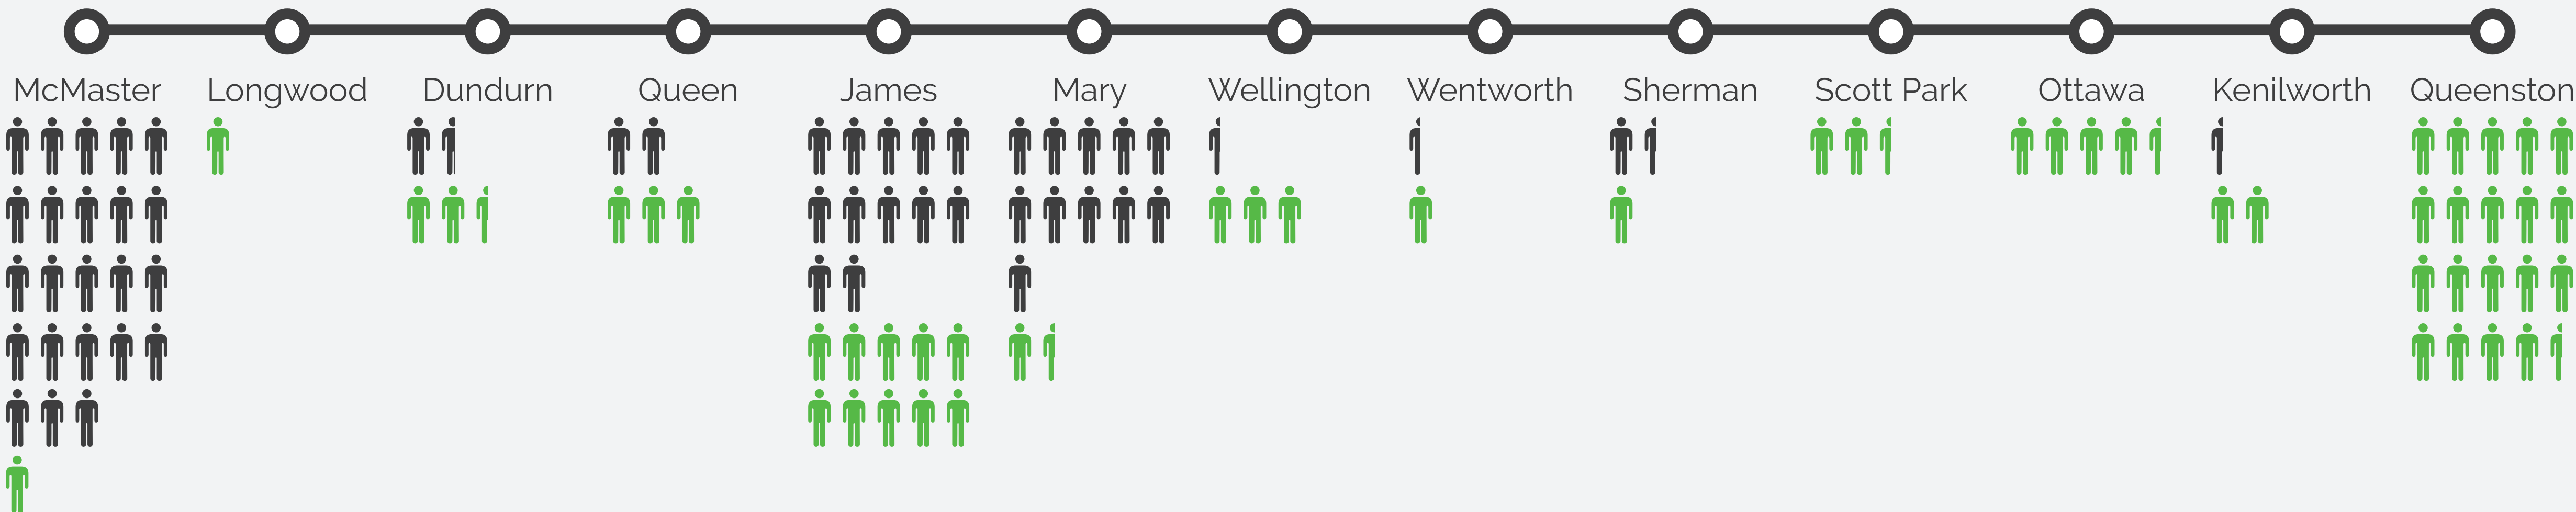 McMaster
Longwood
Dundurn
Queen
James
Mary
Wellington
Wentworth
Sherman
Scott Park
Ottawa
Kenilworth
Queenston